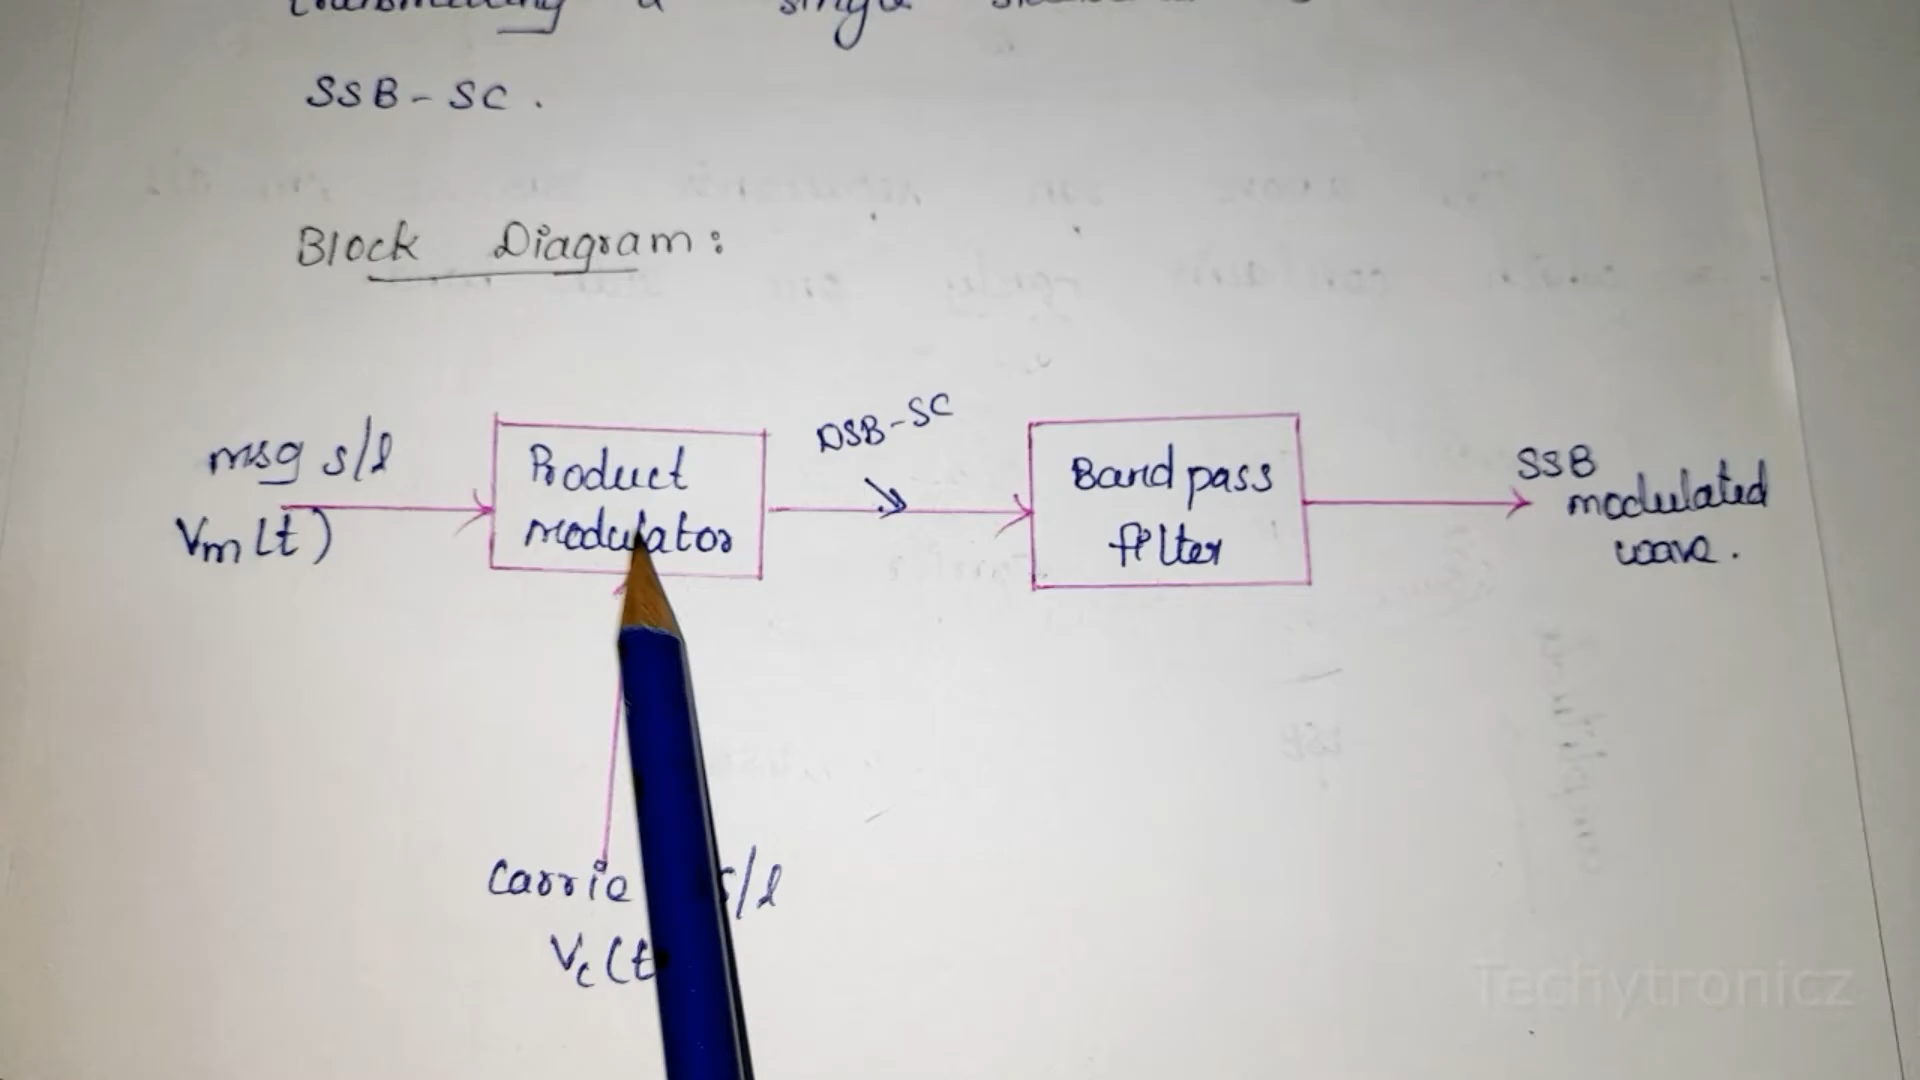 a single
SSB-SC.
Block Diagram:
msg s/l
Vm(t)
Product
modulator
DSB-SC
Band pass
filter
SSB
modulated
wave.
Carrie s/l
Vc(t
Techytronicz